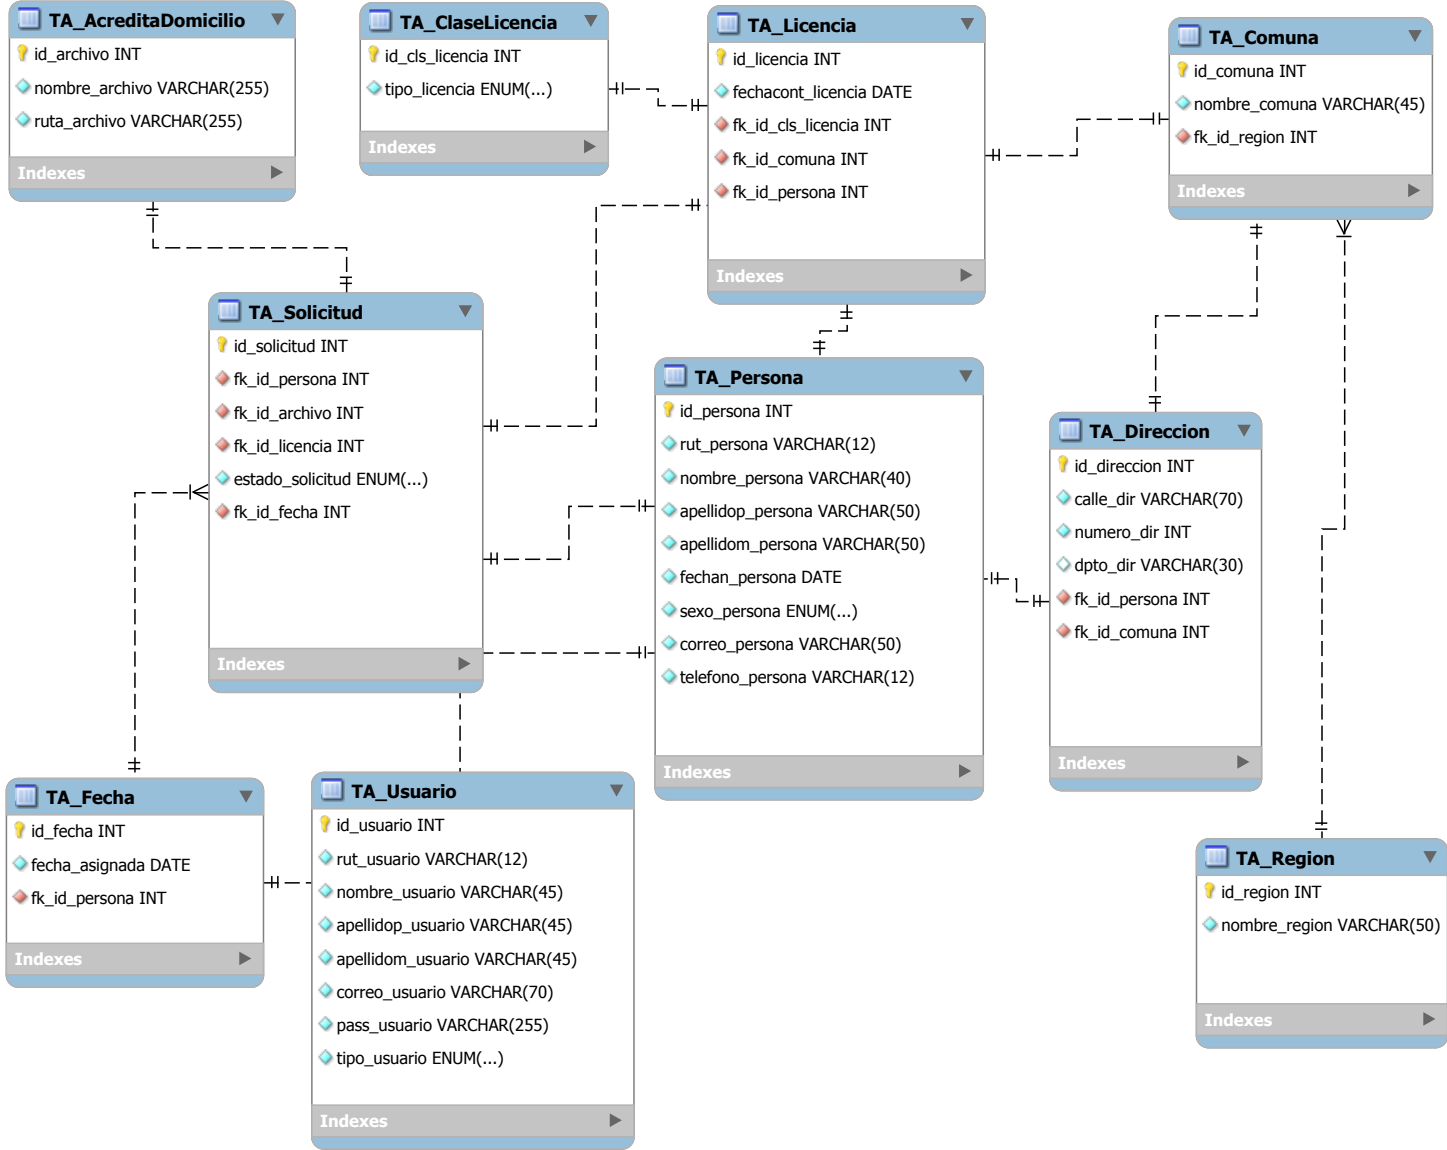 TA_AcreditaDomicilio
id_archivo INT
nombre_archivo VARCHAR(255)
ruta_archivo VARCHAR(255)
Indexes
TA_ClaseLicencia
id_cls_licencia INT
tipo_licencia ENUM(...)
Indexes
TA_Licencia
id_licencia INT
fechacont_licencia DATE
fk_id_cls_licencia INT
fk_id_comuna INT
fk_id_persona INT
Indexes
TA_Comuna
id_comuna INT
nombre_comuna VARCHAR(45)
fk_id_region INT
Indexes
TA_Solicitud
id_solicitud INT
fk_id_persona INT
fk_id_archivo INT
fk_id_licencia INT
estado_solicitud ENUM(...)
fk_id_fecha INT
Indexes
TA_Persona
id_persona INT
rut_persona VARCHAR(12)
nombre_persona VARCHAR(40)
apellidop_persona VARCHAR(50)
apellidom_persona VARCHAR(50)
fechan_persona DATE
sexo_persona ENUM(...)
correo_persona VARCHAR(50)
telefono_persona VARCHAR(12)
Indexes
TA_Direccion
id_direccion INT
calle_dir VARCHAR(70)
numero_dir INT
dpto_dir VARCHAR(30)
fk_id_persona INT
fk_id_comuna INT
Indexes
TA_Fecha
id_fecha INT
fecha_asignada DATE
fk_id_persona INT
Indexes
TA_Usuario
id_usuario INT
rut_usuario VARCHAR(12)
nombre_usuario VARCHAR(45)
apellidop_usuario VARCHAR(45)
apellidom_usuario VARCHAR(45)
correo_usuario VARCHAR(70)
pass_usuario VARCHAR(255)
tipo_usuario ENUM(...)
Indexes
TA_Region
id_region INT
nombre_region VARCHAR(50)
Indexes